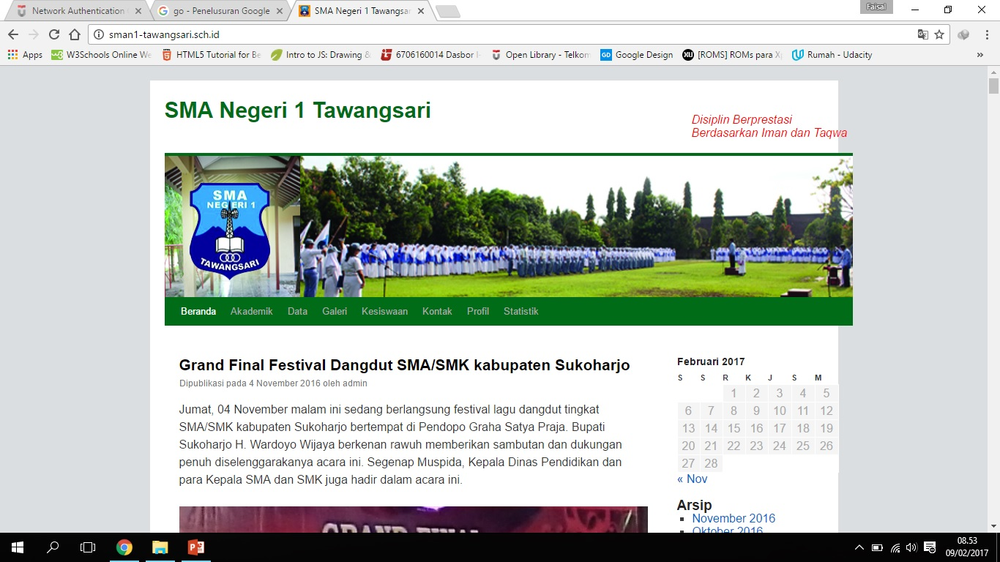 Network Authentication
go - Penelusuran Google
SMA Negeri 1 Tawangsar
Faisal
sman1-tawangsari.sch.id
Apps
W3Schools Online We
HTML5 Tutorial for Be
Intro to JS: Drawing &
6706160014 Dasbor I-
Open Library - Telkom
Google Design
[ROMS] ROMs para Xp
Rumah - Udacity
»
SMA Negeri 1 Tawangsari
Disiplin Berprestasi
Berdasarkan Iman dan Taqwa
SMA
NEGERI 1
TAWANGSARI
Beranda Akademik Data Galeri Kesiswaan Kontak Profil Statistik
Grand Final Festival Dangdut SMA/SMK kabupaten Sukoharjo
Dipublikasi pada 4 November 2016 oleh admin
Jumat, 04 November malam ini sedang berlangsung festival lagu dangdut tingkat
SMA/SMK kabupaten Sukoharjo bertempat di Pendopo Graha Satya Praja. Bupati
Sukoharjo H. Wardoyo Wijaya berkenan rawuh memberikan sambutan dan dukungan
penuh diselenggarakanya acara ini. Segenap Muspida, Kepala Dinas Pendidikan dan
para Kepala SMA dan SMK juga hadir dalam acara ini.
GRAND FINAL
Februari 2017
S S R K J S M
1 2 3 4 5
6 7 8 9 10 11 12
13 14 15 16 17 18 19
20 21 22 23 24 25 26
27 28
« Nov
Arsip
November 2016
Oktober 2016
08.53
09/02/2017